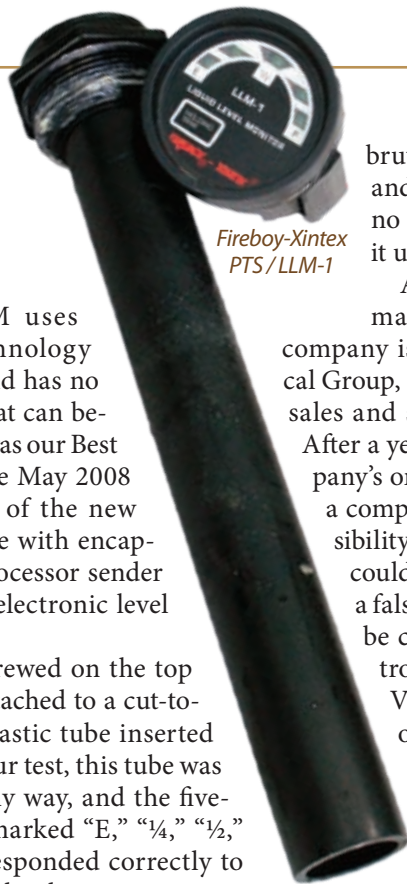 LLM-1
LIQUID LEVEL MONITOR
Fireboy-Xintex
PTS / LLM-1
M uses
hnology
d has no
at can be-
as our Best
e May 2008
of the new
e with encap-
ocessor sender
electronic level
rewed on the top
ached to a cut-to-
astic tube inserted
ur test, this tube was
y way, and the five-
marked “E,” “¼,” “½,”
esponded correctly to
bru
and
no
it u
A
ma
company is
cal Group,
sales and
After a ye
pany’s or
a comp
sibility
could
a fals
be c
tro
V
o